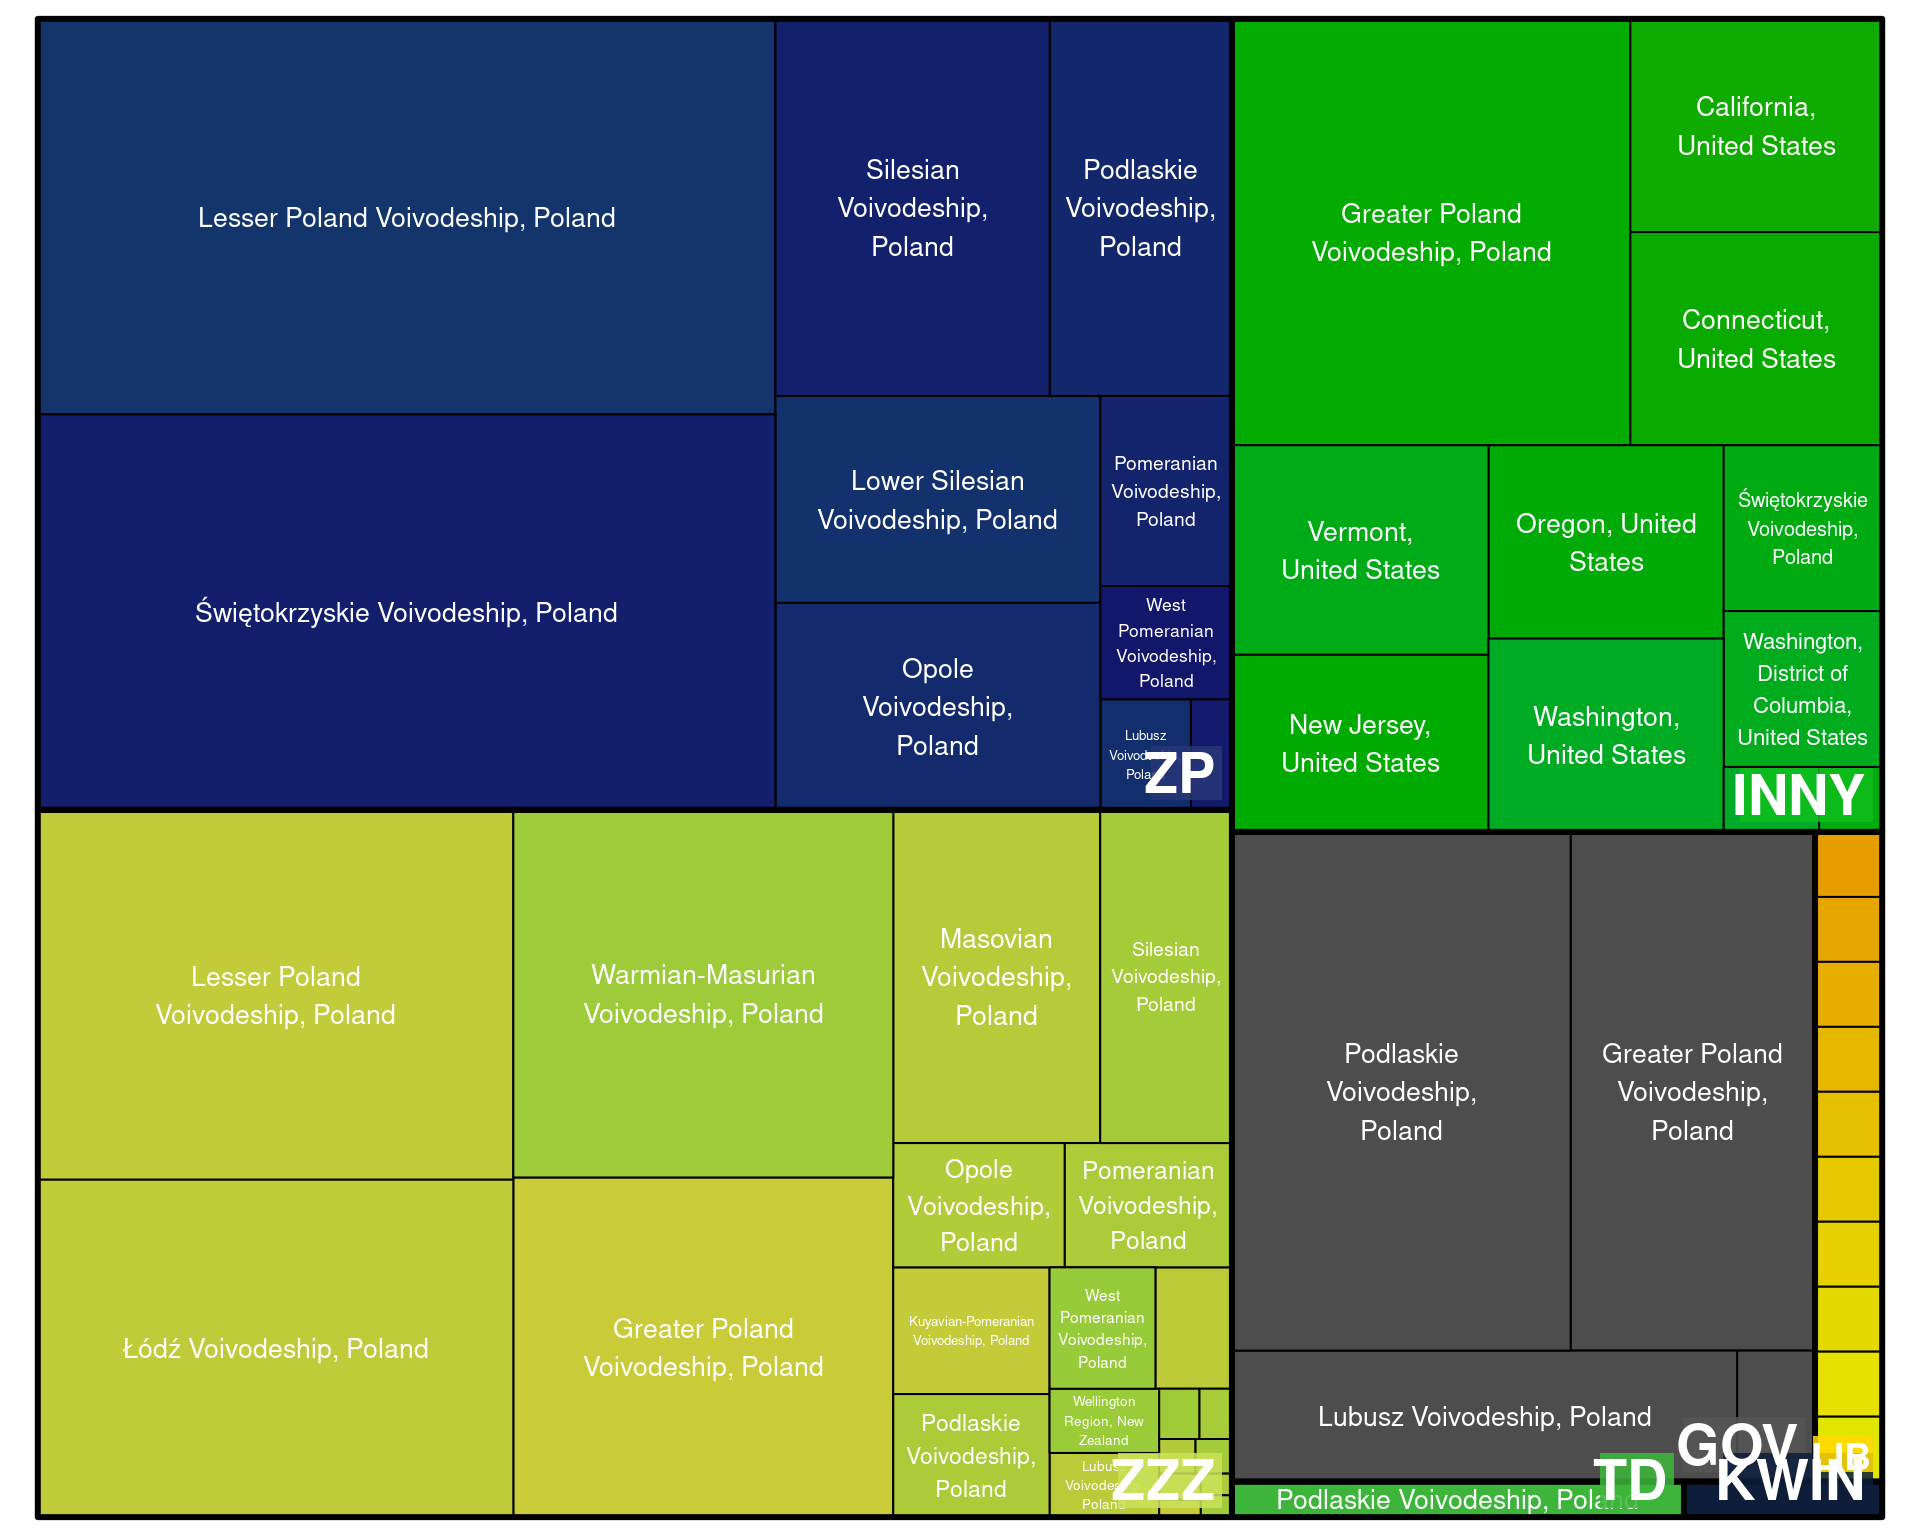 Lesser Poland Voivodeship, Poland
Silesian
Voivodeship,
Poland
Podlaskie
Voivodeship,
Poland
Świętokrzyskie Voivodeship, Poland
Lower Silesian
Voivodeship, Poland
Pomeranian
Voivodeship,
Poland
West
Pomeranian
Voivodeship,
Poland
Opole
Voivodeship,
Poland
Lubusz
ZP
Greater Poland
Voivodeship, Poland
California,
United States
Connecticut,
United States
Vermont,
United States
Oregon, United
States
Świętokrzyskie
Voivodeship,
Poland
New Jersey,
United States
Washington,
United States
Washington,
District of
Columbia,
United States
INNY
Lesser Poland
Voivodeship, Poland
Warmian-Masurian
Voivodeship, Poland
Masovian
Voivodeship,
Poland
Silesian
Voivodeship,
Poland
Łódź Voivodeship, Poland
Greater Poland
Voivodeship, Poland
Opole
Voivodeship,
Poland
Pomeranian
Voivodeship,
Poland
Kuyavian-Pomeranian
Voivodeship, Poland
West
Pomeranian
Voivodeship,
Poland
Podlaskie
Voivodeship,
Poland
Wellington
Region, New
Zealand
Lubusz
Voivodeship,
Poland
ZZZ
Podlaskie
Voivodeship,
Poland
Greater Poland
Voivodeship,
Poland
Lubusz Voivodeship, Poland
GOV
TD
KWIN
Podlaskie Voivodeship, Poland